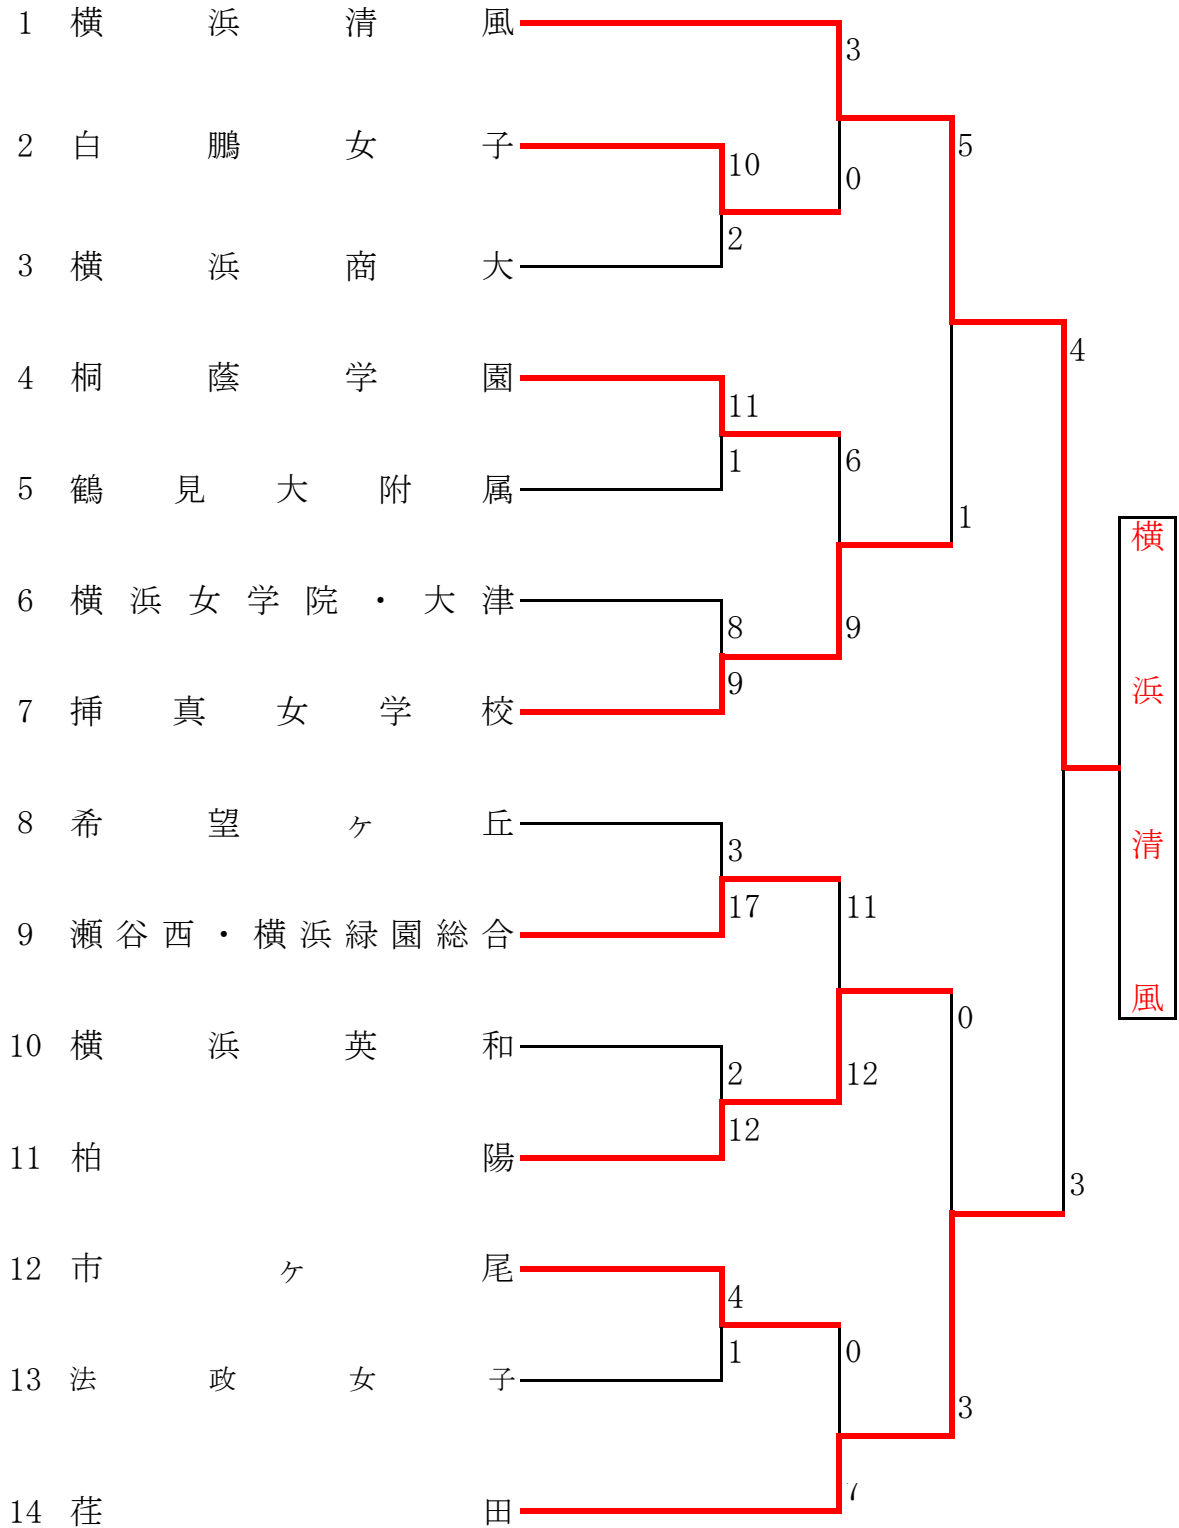 1 横浜清風
3
2 白鵬女子
5
10
0
2
3 横浜商大
4 桐蔭学園
4
11
1
6
5 鶴見大附属
1
横浜清風
6 横浜女学院・大津
8
9
9
7 挿真女学校
8 希望ヶ丘
3
17
11
9 瀬谷西・横浜緑園総合
0
10 横浜英和
2
12
12
11 柏陽
3
12 市ヶ尾
4
1
0
13 法政女子
3
14 荏田